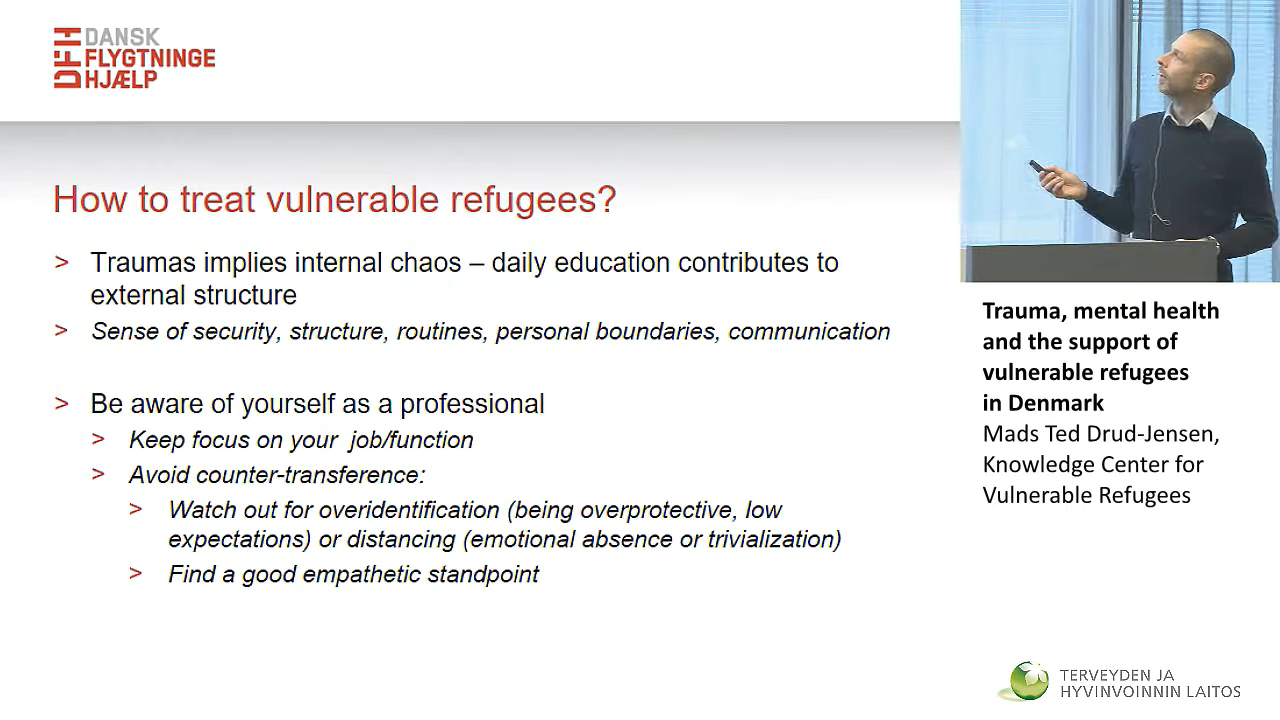 DFH DANSK
FLYGTNINGE
HJÆLP
How to treat vulnerable refugees?
> Traumas implies internal chaos – daily education contributes to
external structure
> Sense of security, structure, routines, personal boundaries, communication
> Be aware of yourself as a professional
> Keep focus on your job/function
> Avoid counter-transference:
> Watch out for overidentification (being overprotective, low
expectations) or distancing (emotional absence or trivialization)
> Find a good empathetic standpoint
Trauma, mental health
and the support of
vulnerable refugees
in Denmark
Mads Ted Drud-Jensen,
Knowledge Center for
Vulnerable Refugees
TERVEYDEN JA
HYVINVOINNIN LAITOS